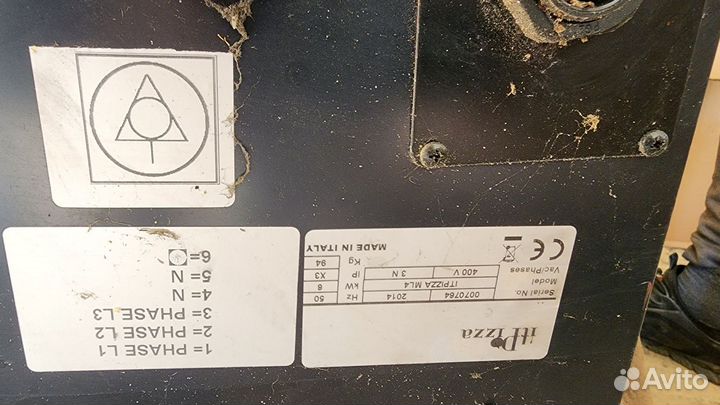 itPizza
Serial No. 0070764 2014 Hz 50
Model ITPIZZA ML4 kW 6
Vac/Phases 400 V 3 N IP X3
Kg 94
CE MADE IN ITALY
1= PHASE L1
2= PHASE L2
3= PHASE L3
4= N
5= N
6=
Avito